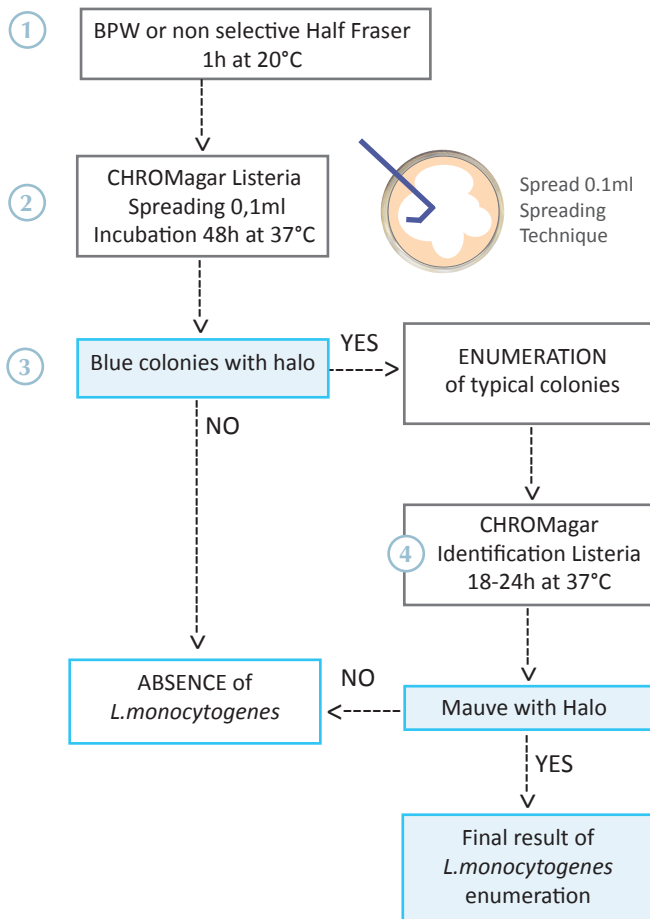 1
BPW or non selective Half Fraser
1h at 20°C
2
CHROMagar Listeria
Spreading 0,1ml
Incubation 48h at 37°C
Spread 0.1ml
Spreading
Technique
3
Blue colonies with halo
YES
ENUMERATION
of typical colonies
NO
4
CHROMagar
Identification Listeria
18-24h at 37°C
ABSENCE of
L.monocytogenes
NO
Mauve with Halo
YES
Final result of
L.monocytogenes
enumeration